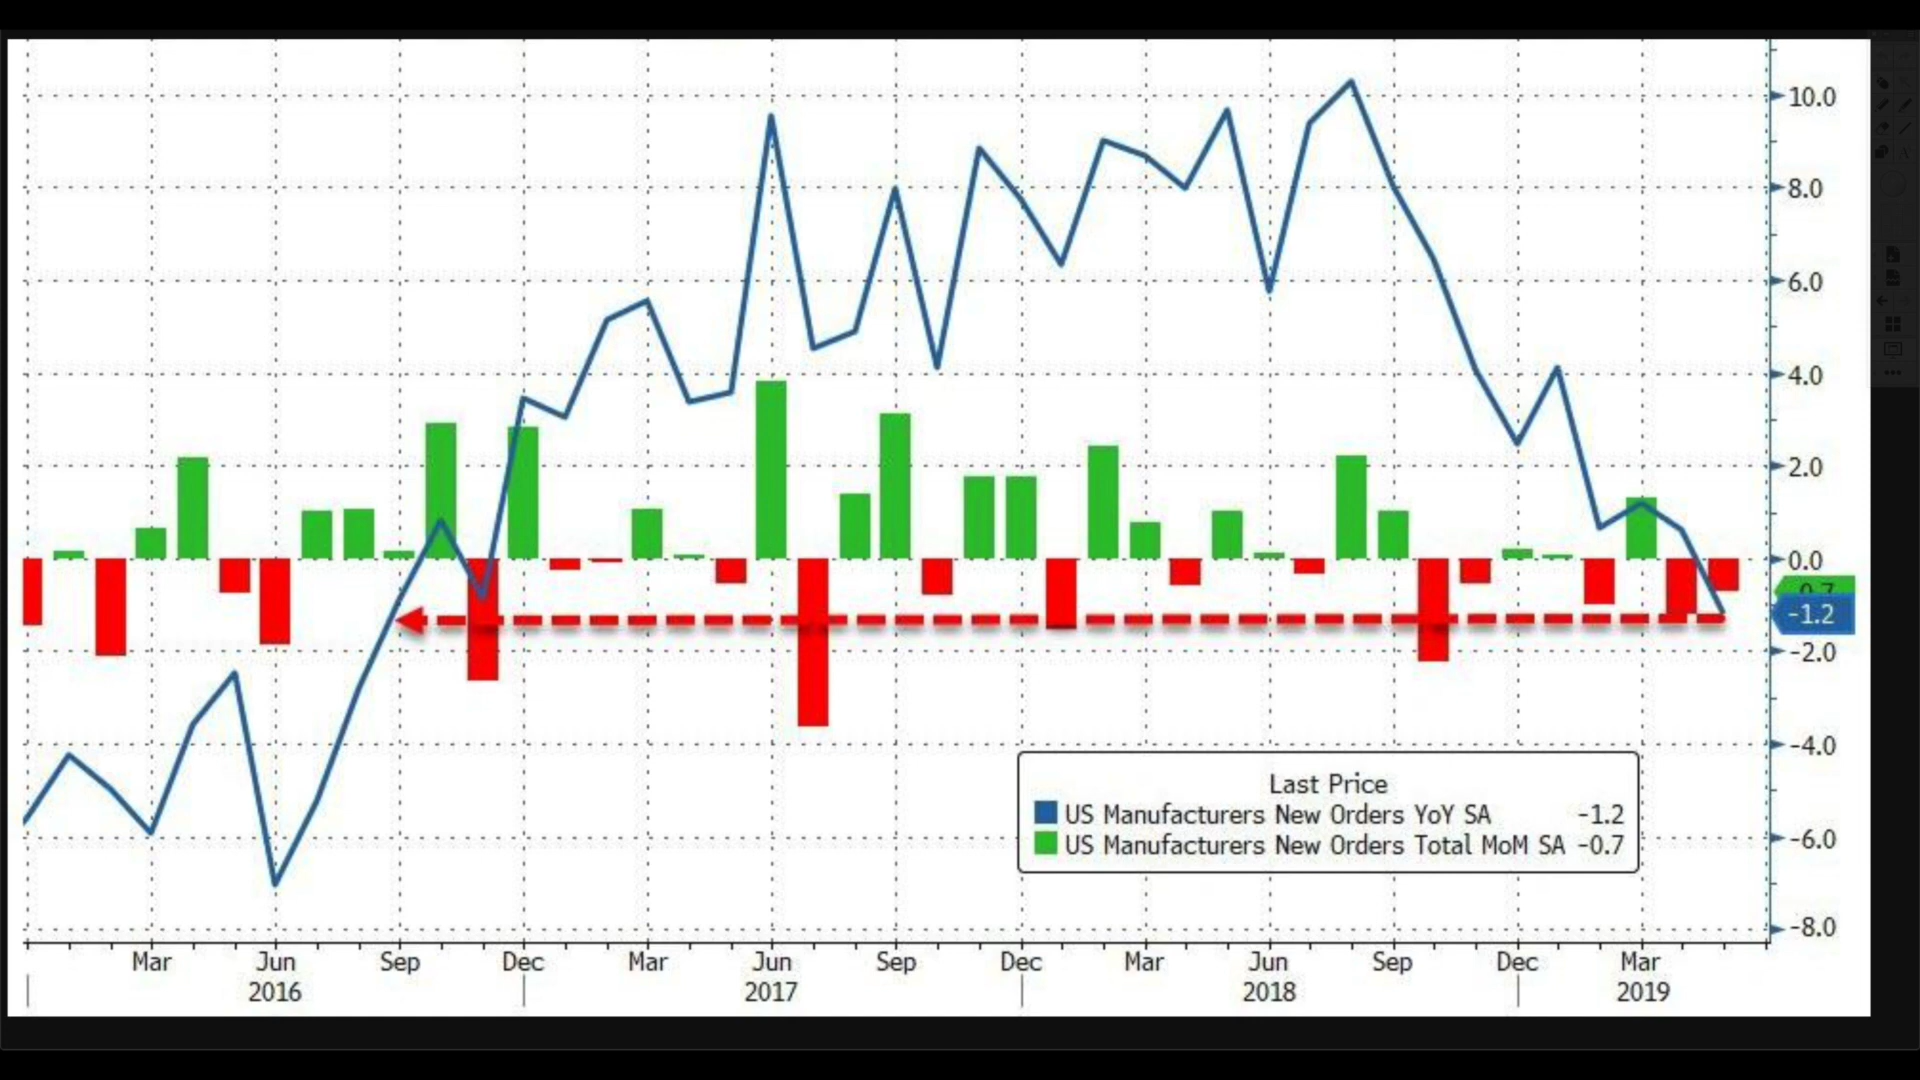 10.0
8.0
6.0
4.0
2.0
0.0
-1.2
-2.0
-4.0
Last Price
US Manufacturers New Orders YoY SA -1.2
US Manufacturers New Orders Total MoM SA -0.7
-6.0
-8.0
Mar Jun Sep Dec Mar Jun Sep Dec Mar Jun Sep Dec Mar
2016 2017 2018 2019